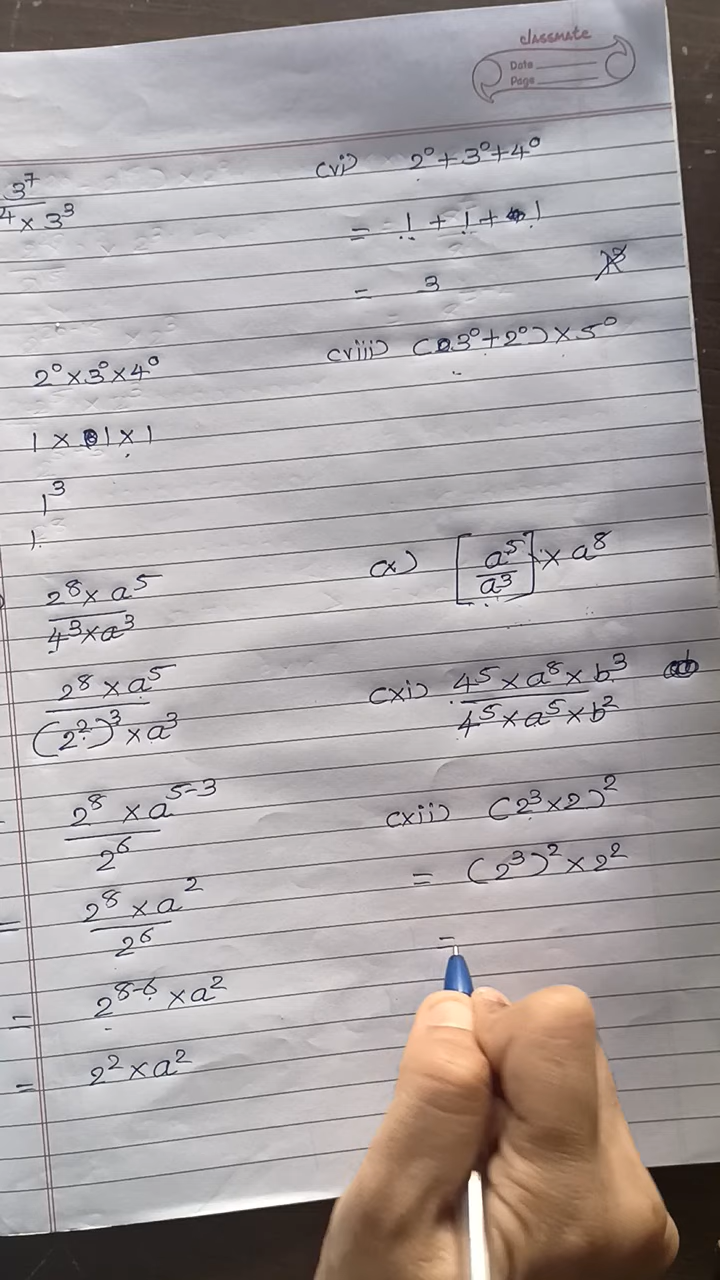 classmate
Date
Page
3⁷
4 × 3³
2⁰ × 3⁰ × 4⁰
1 × 1 × 1
1³
1.
2⁸ × a⁵
4³ × a³
2⁸ × a⁵
(2²)³ × a³
2⁸ × a⁵⁻³
2⁶
= 2⁸ × a²
2⁶
= 2⁸⁻⁶ × a²
= 2² × a²
(vi) 2⁰ + 3⁰ + 4⁰
= 1 + 1 + 1
= 3
(viii) (3⁰ + 2⁰) × 5⁰
(x) [a⁵
a³] × a⁸
(xi) 4⁵ × a⁸ × b³
4⁵ × a⁵ × b²
(xii) (2³ × 2)²
= (2³)² × 2²